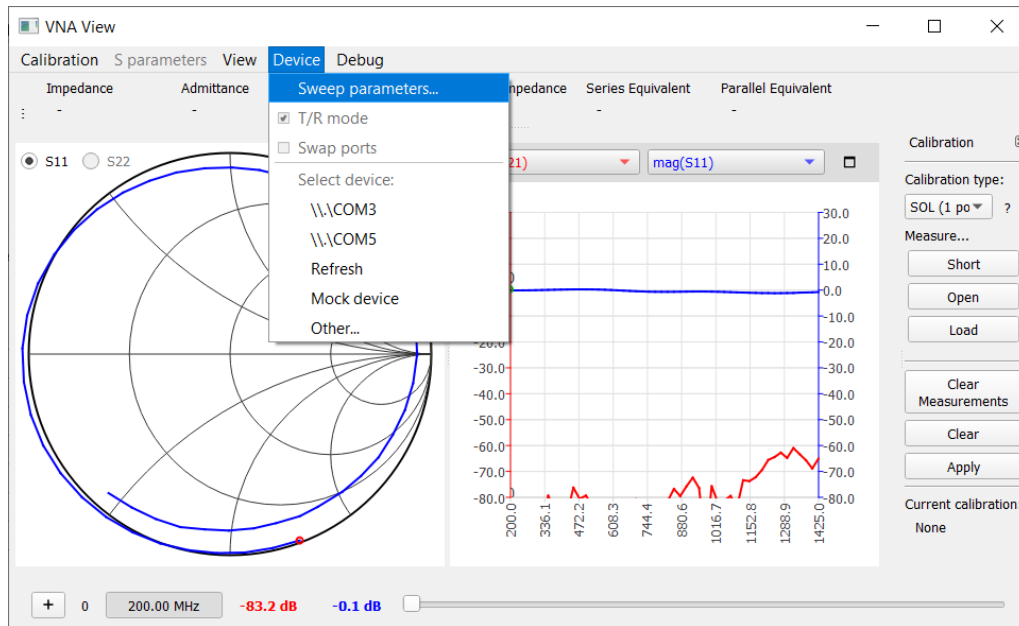 VNA View
Calibration S parameters View Device Debug
Impedance Admittance npedance Series Equivalent Parallel Equivalent
- - - -
Sweep parameters...
T/R mode
Swap ports
Select device:
\\.\COM3
\\.\COM5
Refresh
Mock device
Other...
S11 S22
21) mag(S11)
30.0
20.0
10.0
0.0
-10.0
-20.0 -20.0
-30.0 -30.0
-40.0 -40.0
-50.0 -50.0
-60.0 -60.0
-70.0 -70.0
-80.0 -80.0
200.0 336.1 472.2 608.3 744.4 880.6 1016.7 1152.8 1288.9 1425.0
Calibration
Calibration type:
SOL (1 po ?
Measure...
Short
Open
Load
Clear
Measurements
Clear
Apply
Current calibration:
None
+ 0 200.00 MHz -83.2 dB -0.1 dB